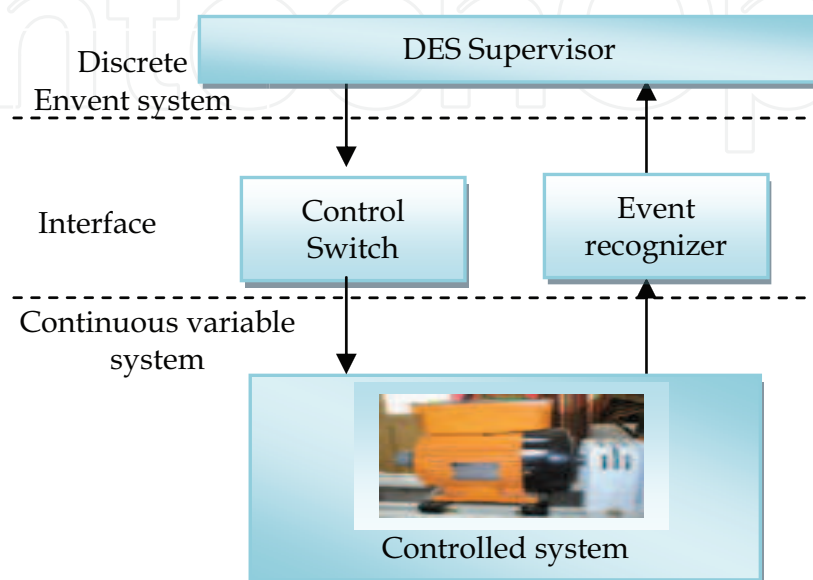 DES Supervisor
Discrete
Envent system
Interface
Control
Switch
Event
recognizer
Continuous variable
system
Controlled system